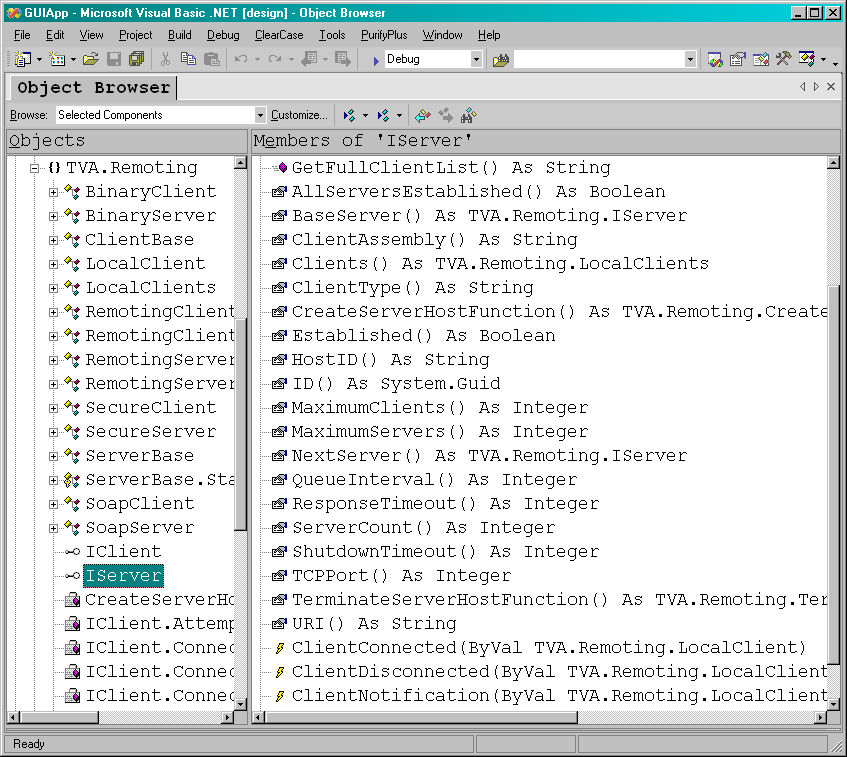 GUIApp - Microsoft Visual Basic .NET [design] - Object Browser
File Edit View Project Build Debug ClearCase Tools PurifyPlus Window Help
Debug
Object Browser
Browse: Selected Components Customize...
Objects
TVA.Remoting
BinaryClient
BinaryServer
ClientBase
LocalClient
LocalClients
RemotingClient
RemotingClient
RemotingServer
RemotingServer
SecureClient
SecureServer
ServerBase
ServerBase.Sta
SoapClient
SoapServer
IClient
IServer
CreateServerHo
IClient.Attemp
IClient.Connec
IClient.Connec
IClient.Connec
Members of 'IServer'
GetFullClientList() As String
AllServersEstablished() As Boolean
BaseServer() As TVA.Remoting.IServer
ClientAssembly() As String
Clients() As TVA.Remoting.LocalClients
ClientType() As String
CreateServerHostFunction() As TVA.Remoting.Create
Established() As Boolean
HostID() As String
ID() As System.Guid
MaximumClients() As Integer
MaximumServers() As Integer
NextServer() As TVA.Remoting.IServer
QueueInterval() As Integer
ResponseTimeout() As Integer
ServerCount() As Integer
ShutdownTimeout() As Integer
TCPPort() As Integer
TerminateServerHostFunction() As TVA.Remoting.Ter
URI() As String
ClientConnected(ByVal TVA.Remoting.LocalClient)
ClientDisconnected(ByVal TVA.Remoting.LocalClient
ClientNotification(ByVal TVA.Remoting.LocalClient
Ready